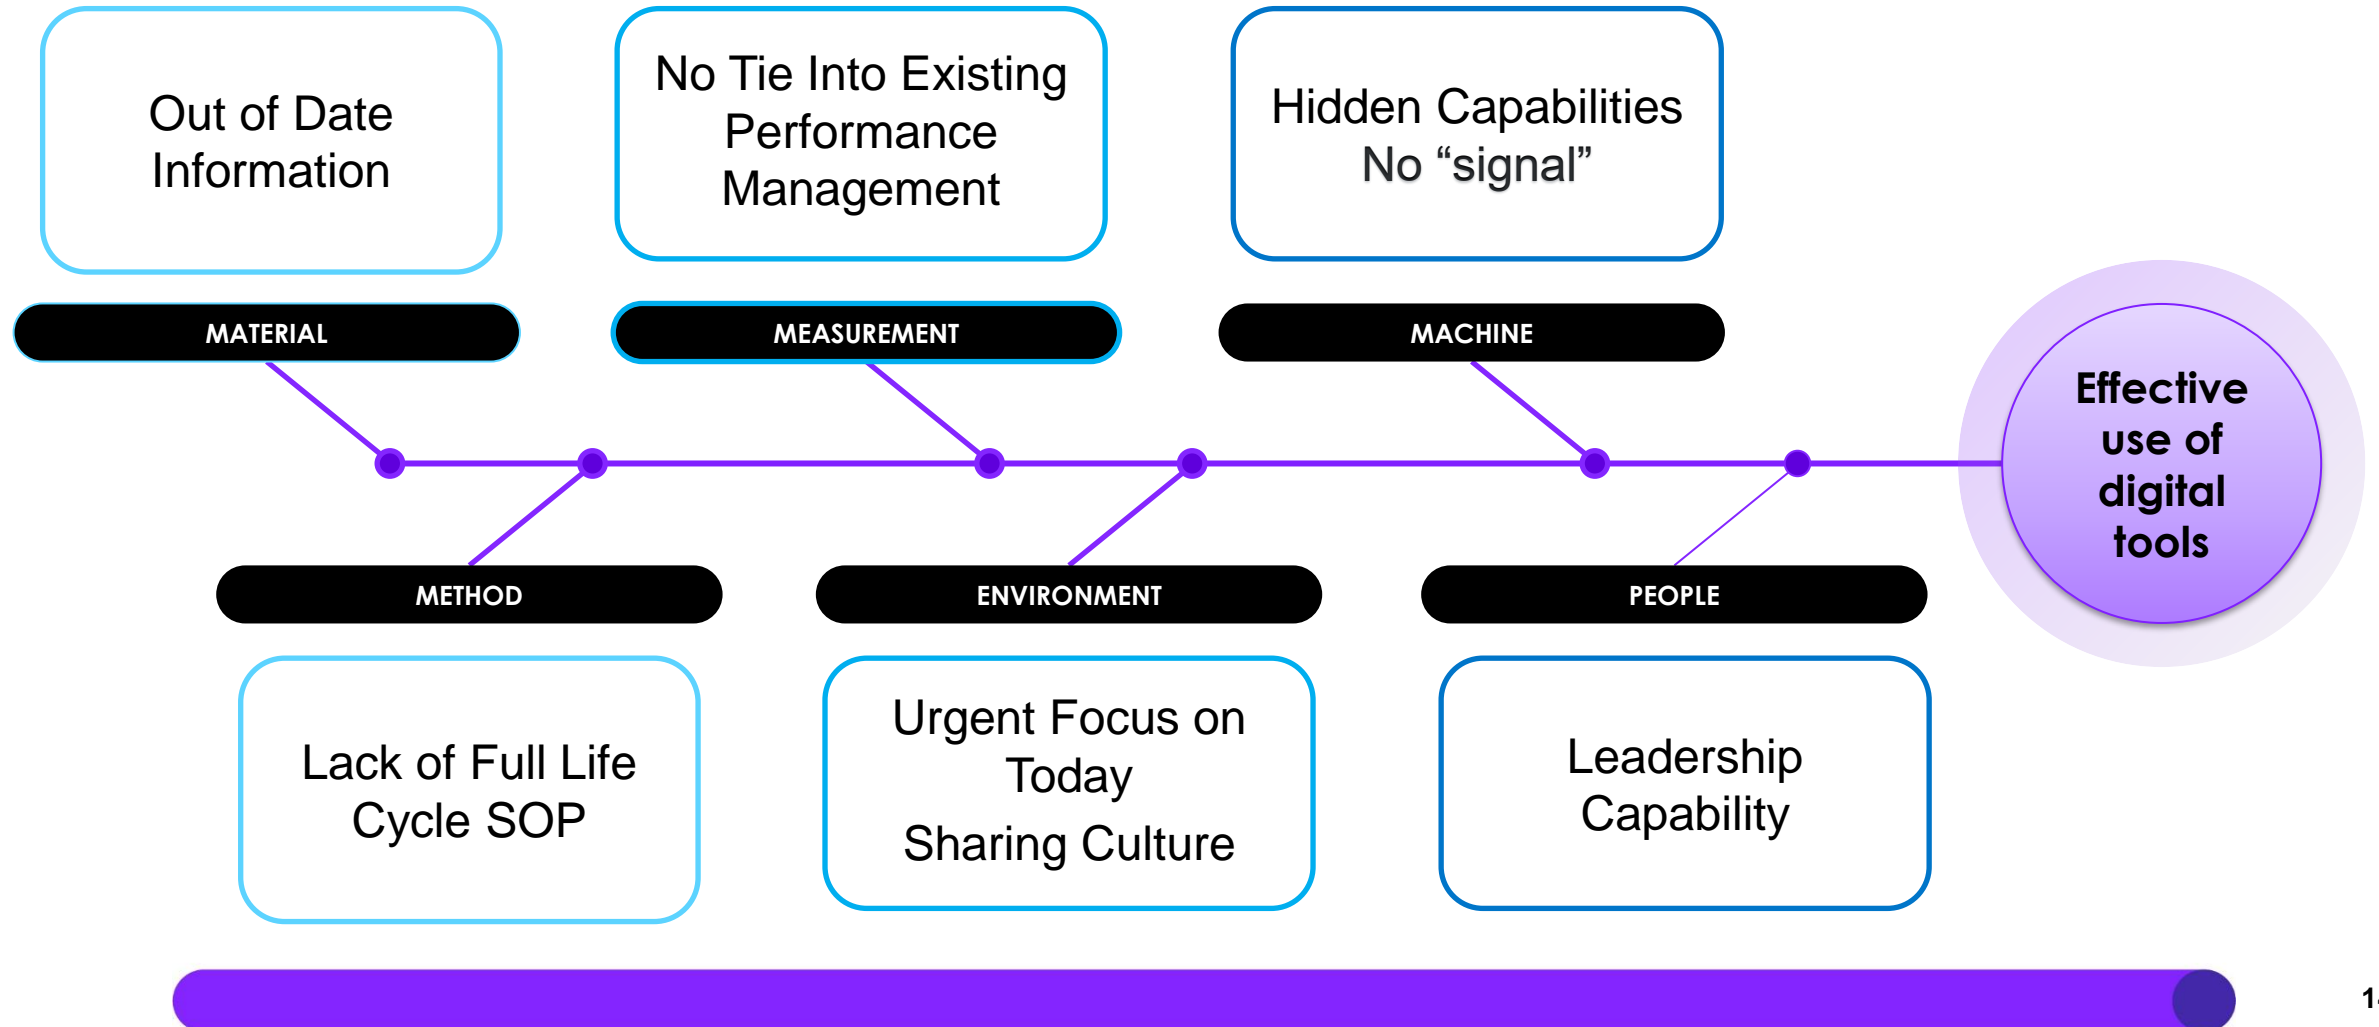 Out of Date
Information
No Tie Into Existing
Performance
Management
Hidden Capabilities
No “signal”
MATERIAL
MEASUREMENT
MACHINE
Effective
use of
digital
tools
METHOD
ENVIRONMENT
PEOPLE
Lack of Full Life
Cycle SOP
Urgent Focus on
Today
Sharing Culture
Leadership
Capability